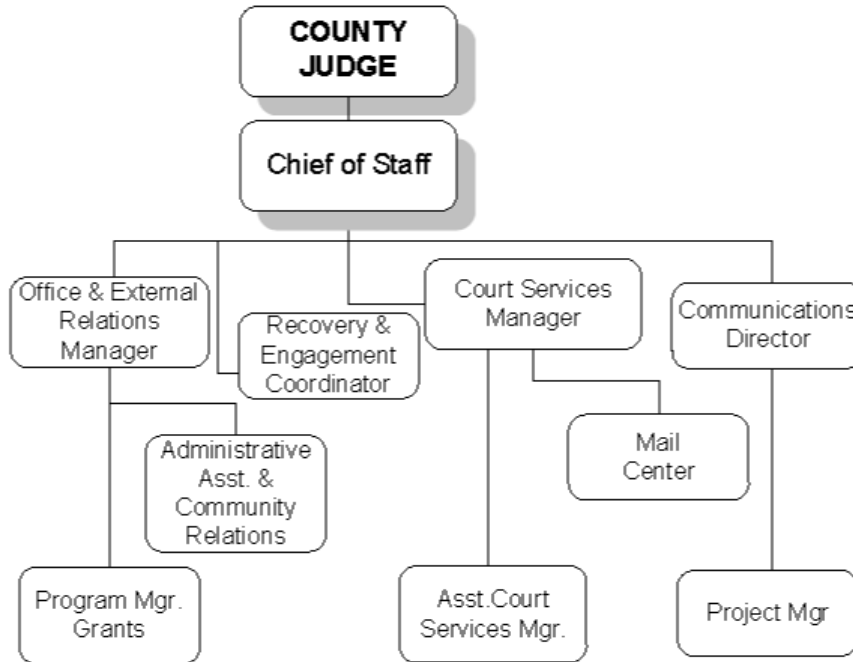 COUNTY
JUDGE
Chief of Staff
Office & External
Relations
Manager
Recovery &
Engagement
Coordinator
Court Services
Manager
Communications
Director
Administrative
Asst. &
Community
Relations
Mail
Center
Program Mgr.
Grants
Asst.Court
Services Mgr.
Project Mgr